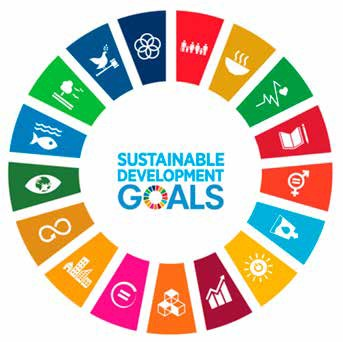 SUSTAINABLE
DEVELOPMENT
GOALS